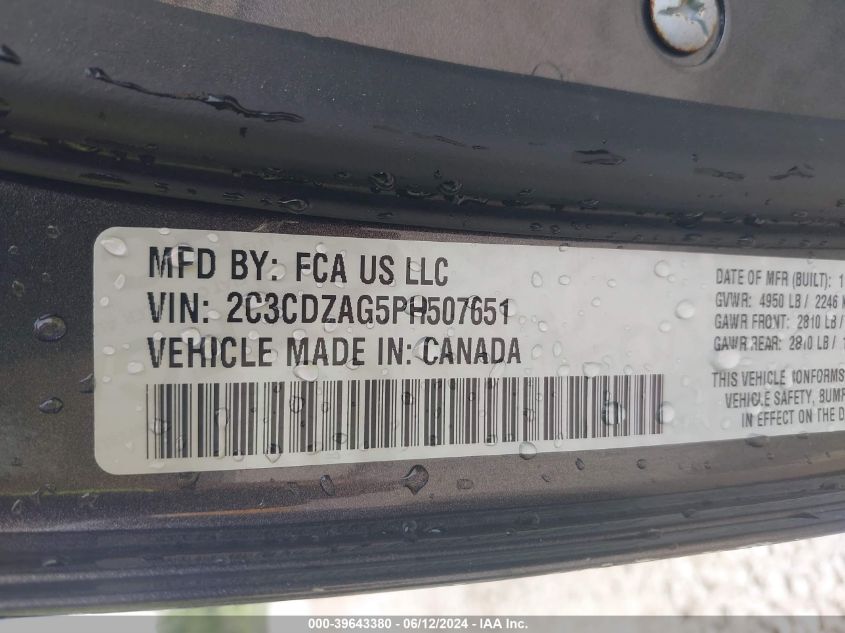 MFD BY: FCA US LLC
VIN: 2C3CDZAG5PH507651
VEHICLE MADE IN: CANADA
DATE OF MFR (BUILT): 1
GVWR: 4950 LB / 2246 K
GAWR FRONT: 2810 LB /
GAWR REAR: 2810 LB / 1
THIS VEHICLE CONFORMS
VEHICLE SAFETY, BUMP
IN EFFECT ON THE D
000-39643380 - 06/12/2024 - IAA Inc.